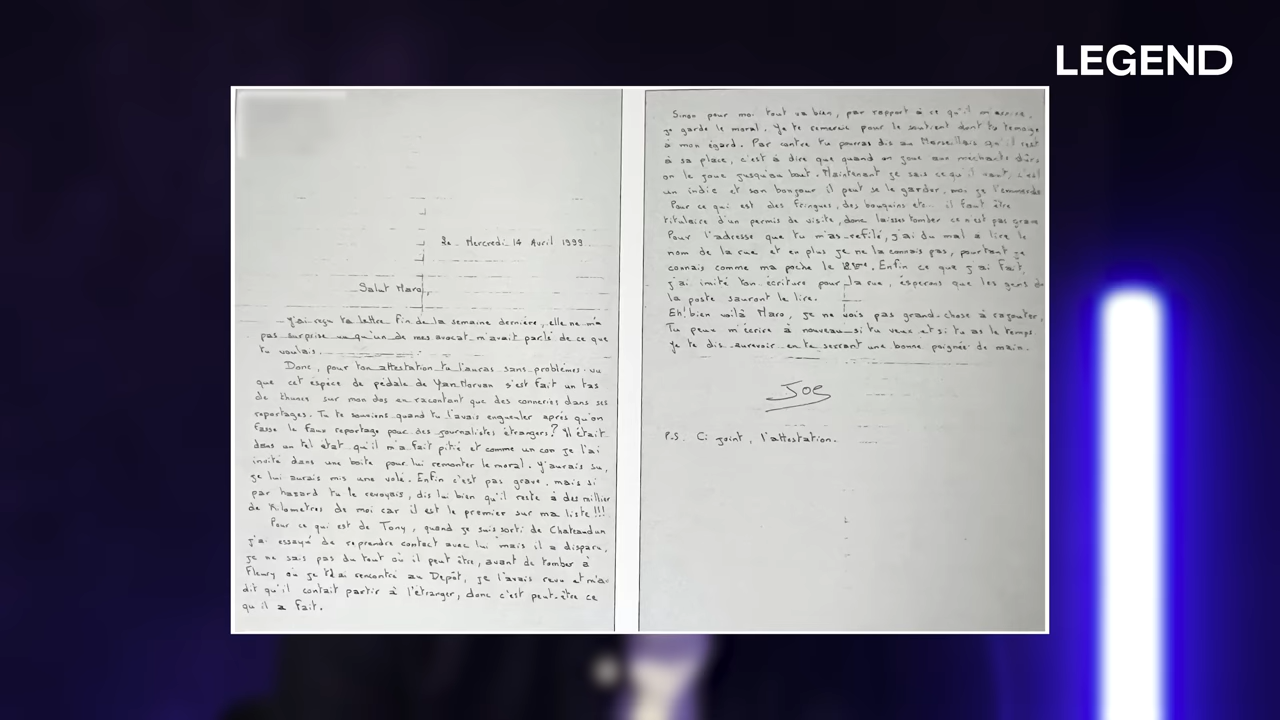 LEGEND
Le Mercredi 14 Avril 1999
Salut Maro,
J'ai reçu ta lettre fin de la semaine dernière, elle ne m'a
pas surprise vu qu'un de mes avocat m'avait parlé de ce que
tu voulais.
Donc, pour ton attestation tu l'auras sans problèmes vu
que cet espèce de pédale de Yan Morvan s'est fait un tas
de thunes sur mon dos en racontant que des conneries dans ses
reportages. Tu te souviens quand tu l'avais engueuler après qu'on
fasse le faux reportage pour des journalistes étrangers? Il était
dans un tel état qu'il m'a fait pitié et comme un con je l'ai
invité dans une boite pour lui remonter le moral. J'aurais su,
je lui aurais mis une volé. Enfin c'est pas grave, mais si
par hazard tu le revoyais, dis lui bien qu'il reste à des millier
de Kilomètres de moi car il est le premier sur ma liste!!!
Pour ce qui est de Tony, quand je suis sorti de Chateaudun
j'ai essayé de reprendre contact avec lui mais il a disparu,
je ne sais pas du tout où il peut être, avant de tomber à
Fleury où je t'ai rencontré au Depôt, je l'avais revu et m'a
dit qu'il contait partir à l'étranger, donc c'est peut-être ce
qu'il a fait.
Sinon pour moi tout va bien, par rapport à ce qu'il m'arrive,
je garde le moral. Je te remercie pour le soutient dont tu temoigne
à mon égard. Par contre tu pourras dis au Marseillais qu'il reste
à sa place, c'est à dire que quand on joue aux mechants dûrs
on le joue jusqu'au bout. Maintenant je sais ce qu'il vaut, c'est
un indic et son bonjour il peut se le garder, moi je l'emmerde
Pour ce qui est des fringues, des bouquins etc... il faut être
titulaire d'un permis de visite, donc laisses tomber ce n'est pas grave
Pour l'adresse que tu m'as refilé, j'ai du mal à lire le
nom de la rue et en plus je ne la connais pas, pourtant je
connais comme ma poche le Enfin ce que j'ai fait,
j'ai imité ton écriture pour la rue, ésperons que les gens de
la poste sauront le lire.
Eh! bien voilà Maro, je ne vois pas grand-chose à rajouter,
Tu peux m'écrire à nouveau si tu veux et si tu as le temps
Je te dis aurevoir en te serrant une bonne poignée de main.
Joe
P.S. Ci joint, l'attestation.